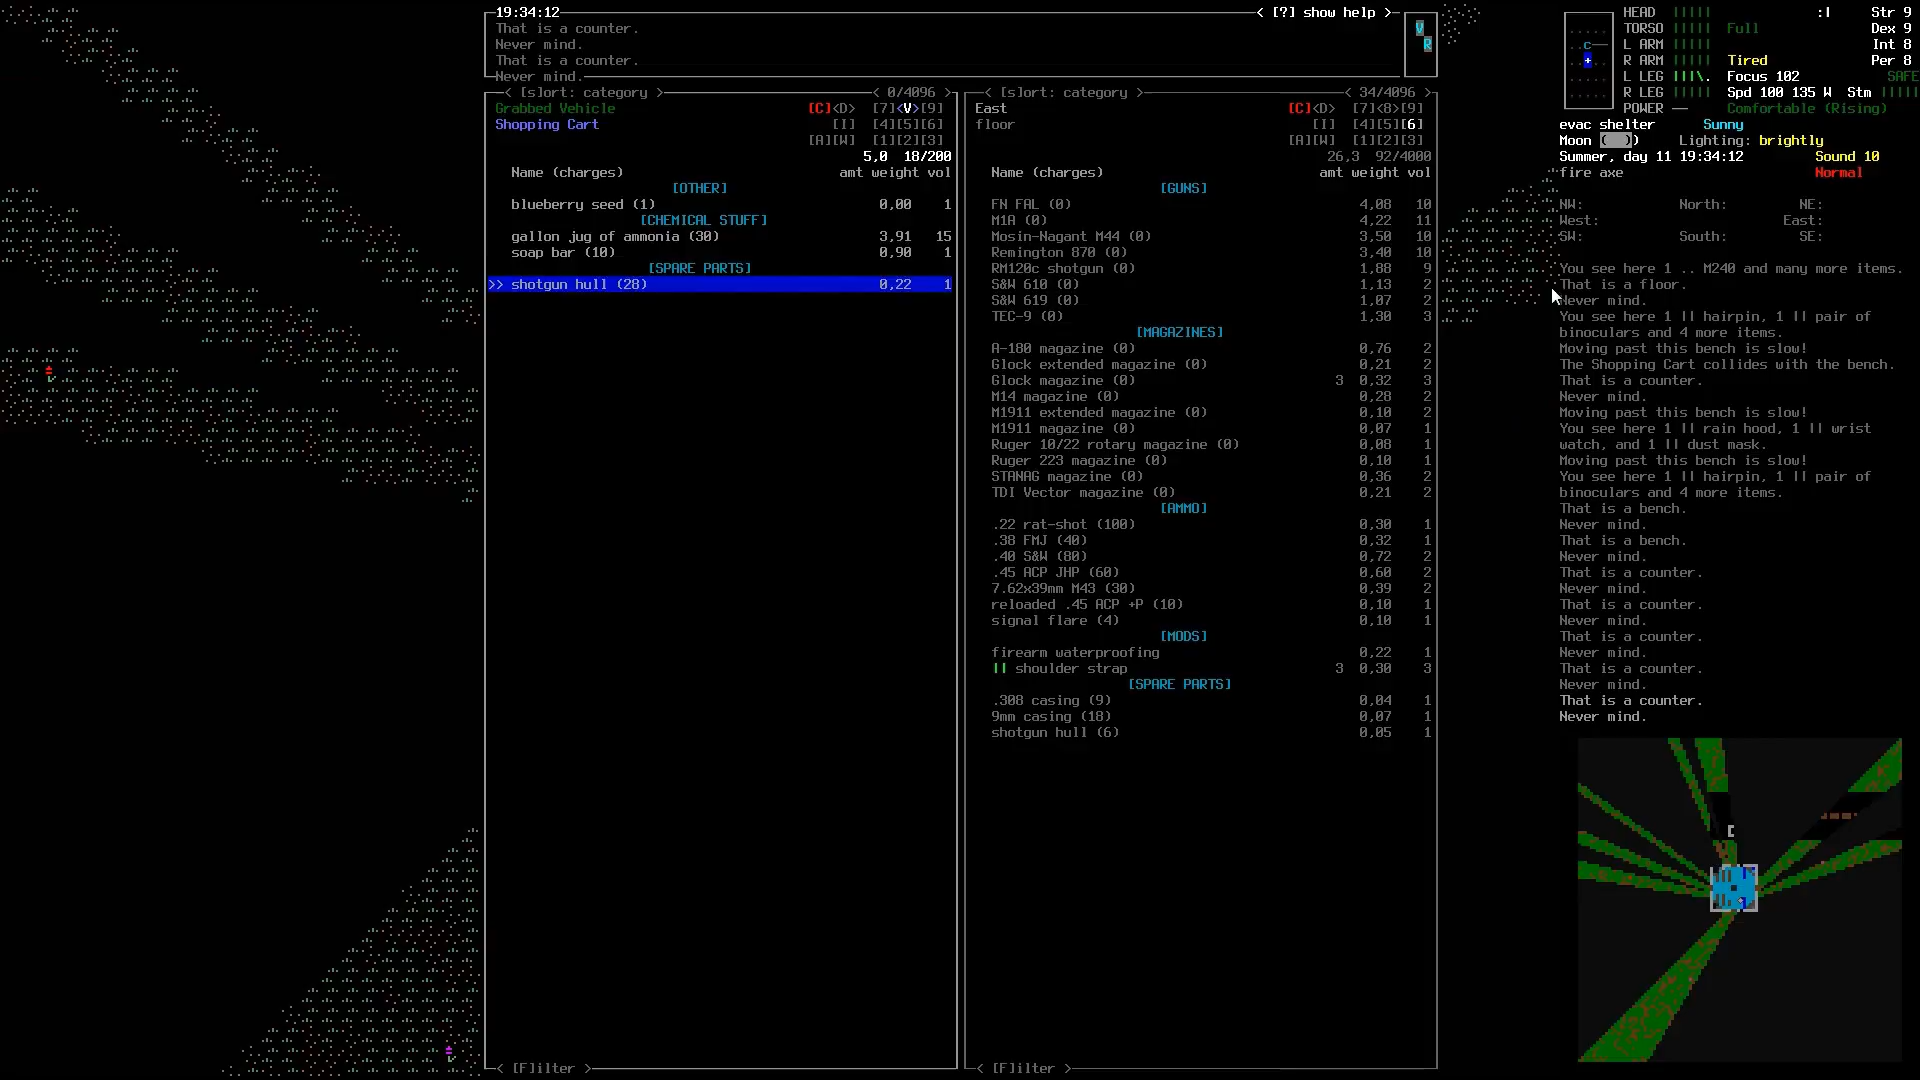 19:34:12 < [?] show help >
That is a counter.
Never mind.
That is a counter.
Never mind.
V
R
< [s]ort: category > < 0/4096 >
Grabbed Vehicle [C]<D> [7]<V>[9]
Shopping Cart [I] [4][5][6]
[A][W] [1][2][3]
5,0 18/200
Name (charges) amt weight vol
[OTHER]
blueberry seed (1) 0,00 1
[CHEMICAL STUFF]
gallon jug of ammonia (30) 3,91 15
soap bar (10) 0,90 1
[SPARE PARTS]
>> shotgun hull (28) 0,22 1
< [F]ilter >
< [s]ort: category > < 34/4096 >
East [C]<D> [7]<8>[9]
floor [I] [4][5][6]
[A][W] [1][2][3]
26,3 92/4000
Name (charges) amt weight vol
[GUNS]
FN FAL (0) 4,08 10
M1A (0) 4,22 11
Mosin-Nagant M44 (0) 3,50 10
Remington 870 (0) 3,40 10
RM120c shotgun (0) 1,88 9
S&W 610 (0) 1,13 2
S&W 619 (0) 1,07 2
TEC-9 (0) 1,30 3
[MAGAZINES]
A-180 magazine (0) 0,76 2
Glock extended magazine (0) 0,21 2
Glock magazine (0) 3 0,32 3
M14 magazine (0) 0,28 2
M1911 extended magazine (0) 0,10 2
M1911 magazine (0) 0,07 1
Ruger 10/22 rotary magazine (0) 0,08 1
Ruger 223 magazine (0) 0,10 1
STANAG magazine (0) 0,36 2
TDI Vector magazine (0) 0,21 2
[AMMO]
.22 rat-shot (100) 0,30 1
.38 FMJ (40) 0,32 1
.40 S&W (80) 0,72 2
.45 ACP JHP (60) 0,60 2
7.62x39mm M43 (30) 0,39 2
reloaded .45 ACP +P (10) 0,10 1
signal flare (4) 0,10 1
[MODS]
firearm waterproofing 0,22 1
|| shoulder strap 3 0,30 3
[SPARE PARTS]
.308 casing (9) 0,04 1
9mm casing (18) 0,07 1
shotgun hull (6) 0,05 1
< [F]ilter >
HEAD ||||| :| Str 9
TORSO ||||| Full Dex 9
L ARM ||||| Int 8
R ARM ||||| Tired Per 8
L LEG |||\. Focus 102 SAFE
R LEG ||||| Spd 100 135 W Stm |||||
POWER — Comfortable (Rising)
evac shelter Sunny
Moon ( ) Lighting: brightly
Summer, day 11 19:34:12 Sound 10
fire axe Normal
NW: North: NE:
West: East:
SW: South: SE:
You see here 1 .. M240 and many more items.
That is a floor.
Never mind.
You see here 1 || hairpin, 1 || pair of
binoculars and 4 more items.
Moving past this bench is slow!
The Shopping Cart collides with the bench.
That is a counter.
Never mind.
Moving past this bench is slow!
You see here 1 || rain hood, 1 || wrist
watch, and 1 || dust mask.
Moving past this bench is slow!
You see here 1 || hairpin, 1 || pair of
binoculars and 4 more items.
That is a bench.
Never mind.
That is a bench.
Never mind.
That is a counter.
Never mind.
That is a counter.
Never mind.
That is a counter.
Never mind.
That is a counter.
Never mind.
That is a counter.
Never mind.